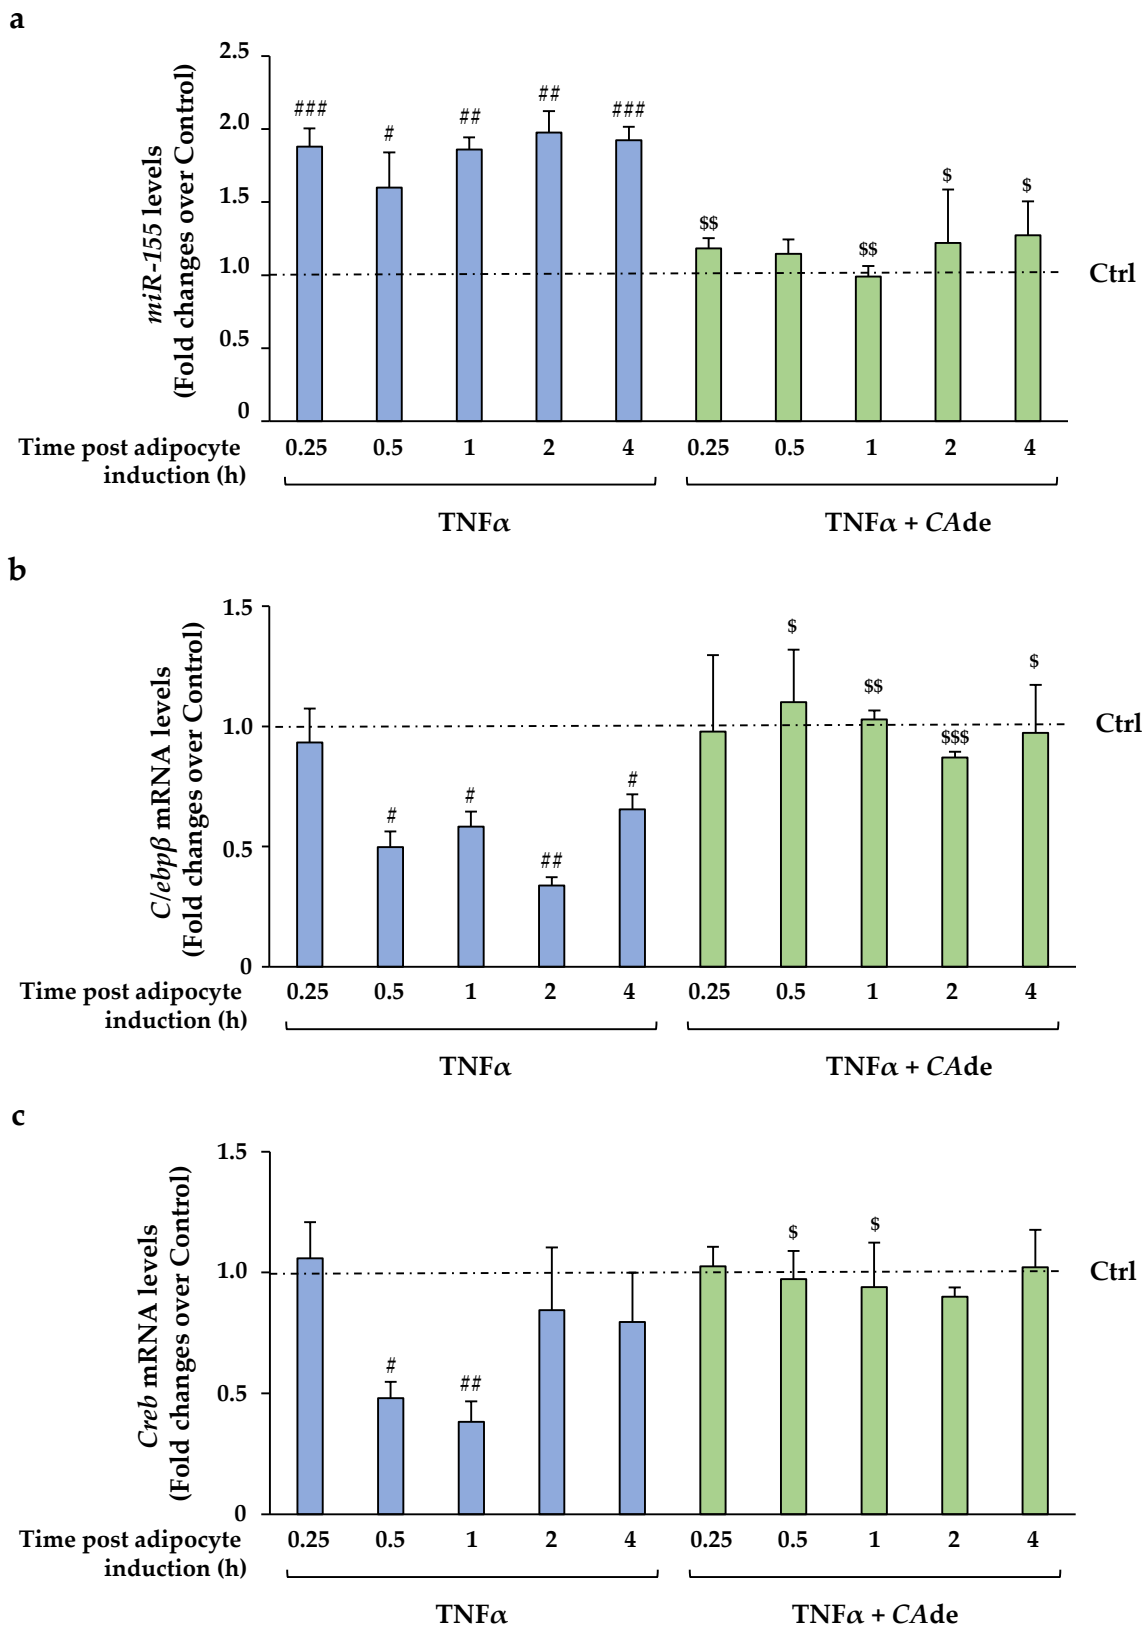 a
miR-155 levels
(Fold changes over Control)
2.5
2.0
1.5
1.0
0.5
0
###
#
##
##
###
$$
$$
$
$
Ctrl
Time post adipocyte
induction (h)
0.25 0.5 1 2 4 0.25 0.5 1 2 4
TNFα TNFα + CAde
b
C/ebpβ mRNA levels
(Fold changes over Control)
1.5
1.0
0.5
0
#
#
##
#
$
$$
$$$
$
Ctrl
Time post adipocyte
induction (h)
0.25 0.5 1 2 4 0.25 0.5 1 2 4
TNFα TNFα + CAde
c
Creb mRNA levels
(Fold changes over Control)
1.5
1.0
0.5
0
#
##
$
$
Ctrl
Time post adipocyte
induction (h)
0.25 0.5 1 2 4 0.25 0.5 1 2 4
TNFα TNFα + CAde